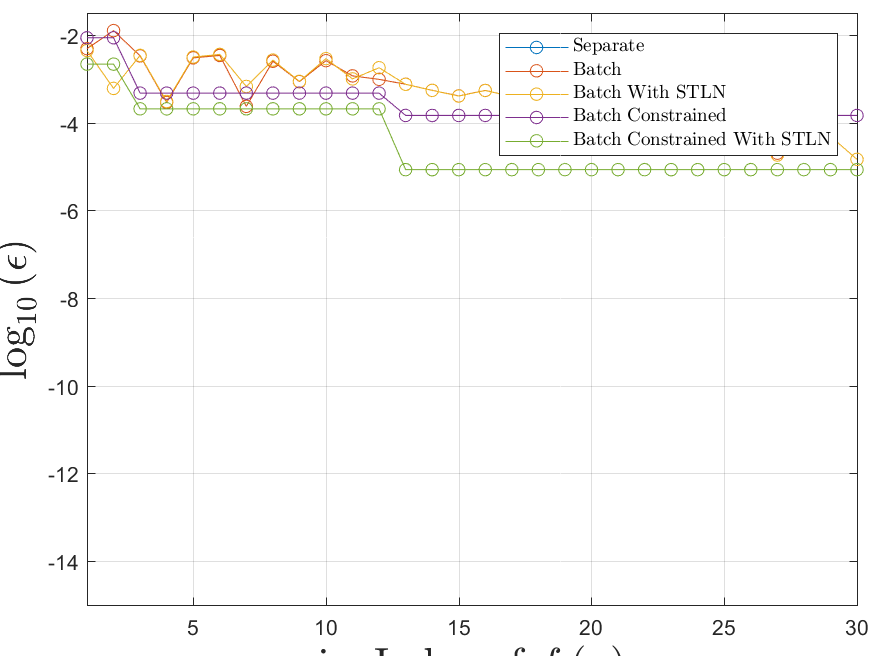 -2
-4
-6
-8
-10
-12
-14
log10 (ϵ)
Separate
Batch
Batch With STLN
Batch Constrained
Batch Constrained With STLN
5 10 15 20 25 30